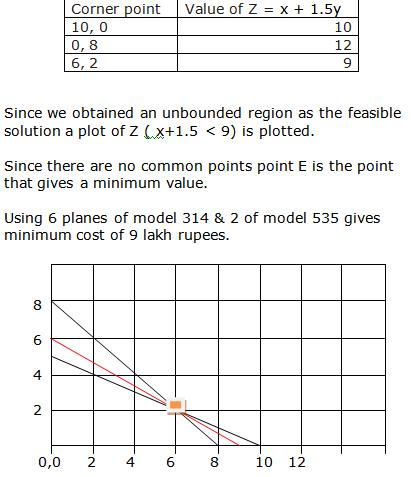 Corner point Value of Z = x + 1.5y
10, 0 10
0, 8 12
6, 2 9
Since we obtained an unbounded region as the feasible
solution a plot of Z ( x+1.5 < 9) is plotted.
Since there are no common points point E is the point
that gives a minimum value.
Using 6 planes of model 314 & 2 of model 535 gives
minimum cost of 9 lakh rupees.
8
6
4
2
0,0 2 4 6 8 10 12